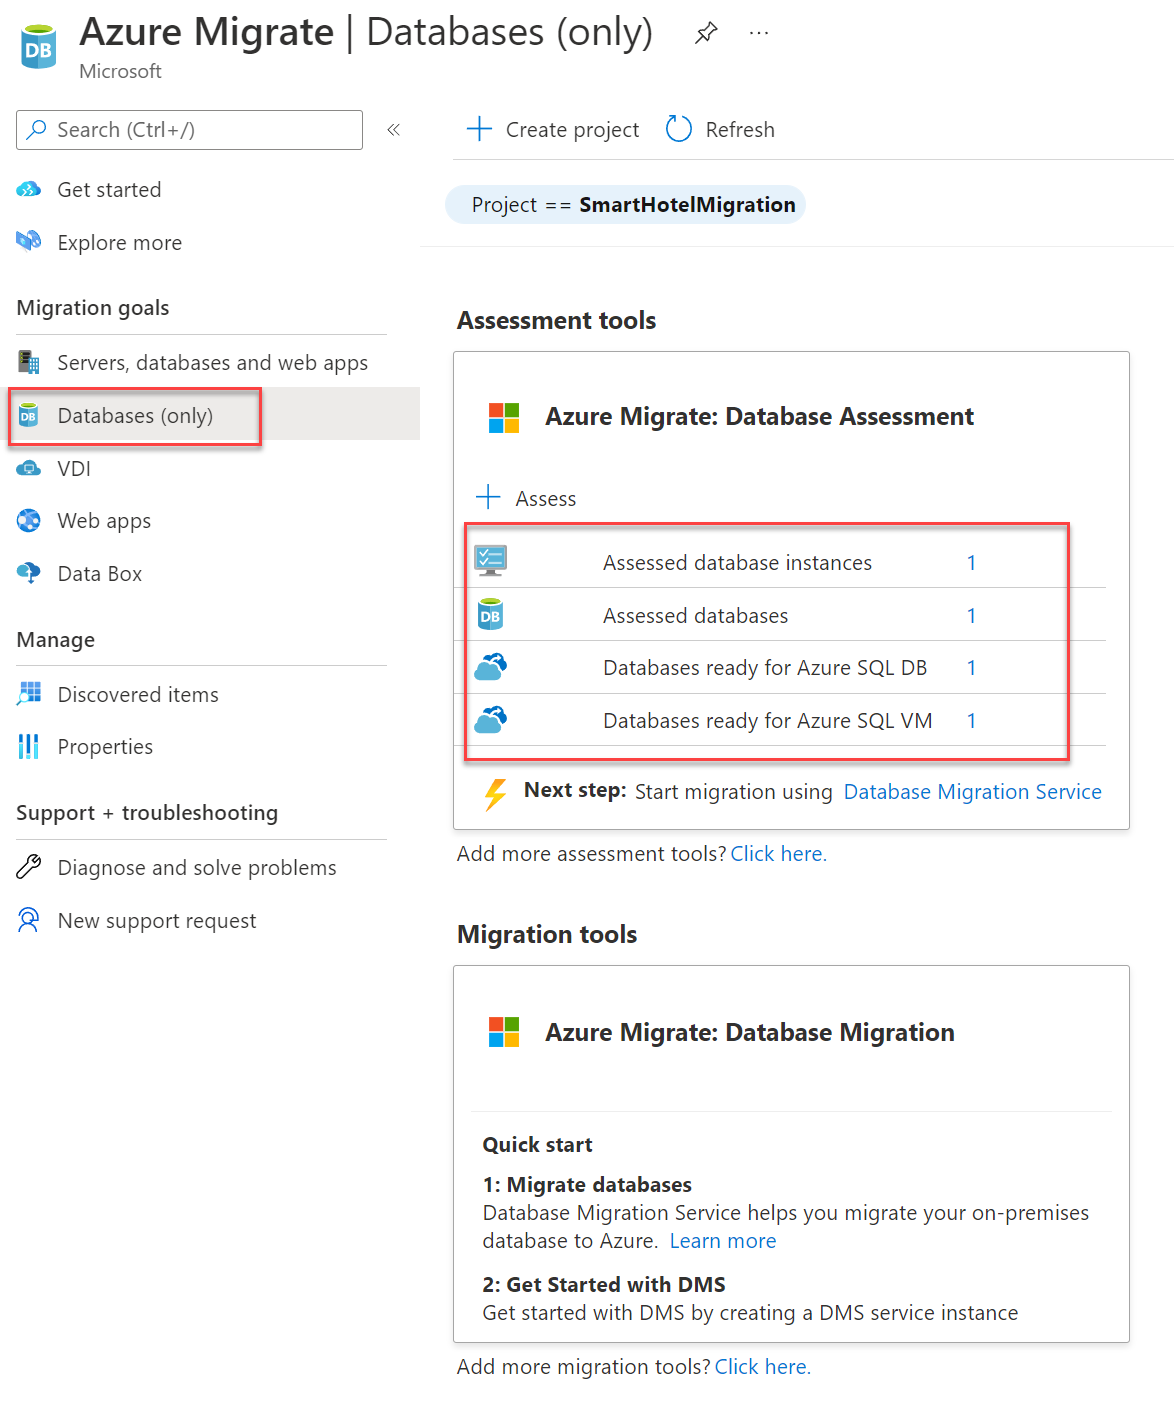 Azure Migrate | Databases (only)
Microsoft
Search (Ctrl+/)
«
Create project
Refresh
Get started
Explore more
Project == SmartHotelMigration
Migration goals
Servers, databases and web apps
DB Databases (only)
VDI
Web apps
Data Box
Manage
Discovered items
Properties
Support + troubleshooting
Diagnose and solve problems
New support request
Assessment tools
Azure Migrate: Database Assessment
Assess
Assessed database instances 1
DB Assessed databases 1
Databases ready for Azure SQL DB 1
Databases ready for Azure SQL VM 1
Next step: Start migration using Database Migration Service
Add more assessment tools? Click here.
Migration tools
Azure Migrate: Database Migration
Quick start
1: Migrate databases
Database Migration Service helps you migrate your on-premises
database to Azure. Learn more
2: Get Started with DMS
Get started with DMS by creating a DMS service instance
Add more migration tools? Click here.